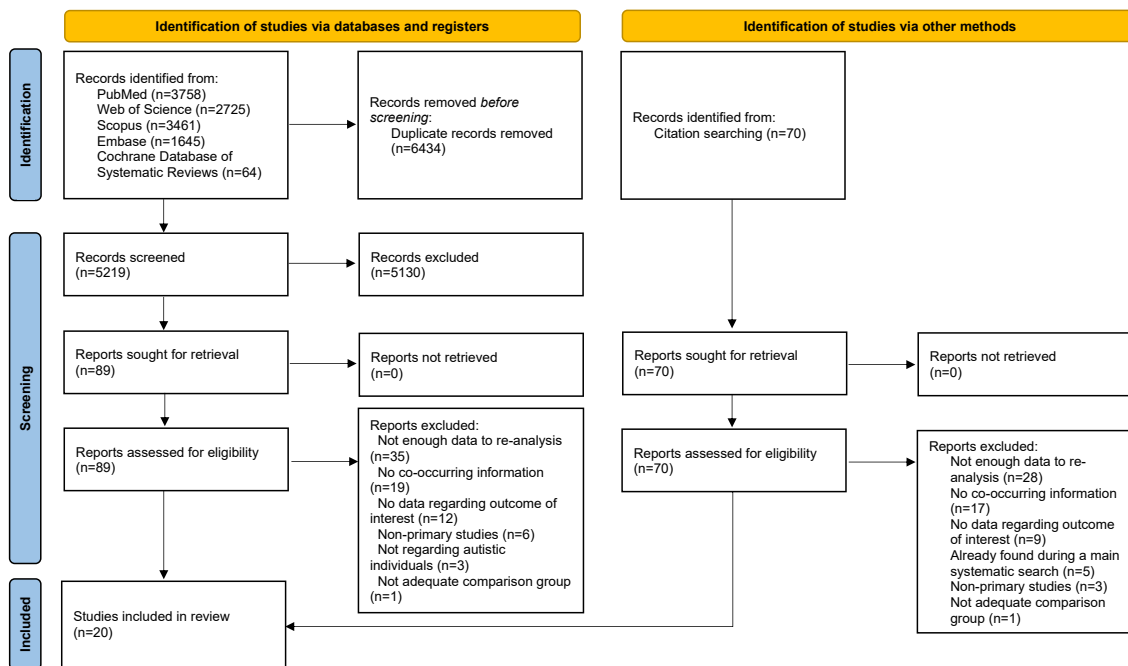 Identification of studies via databases and registers
Identification of studies via other methods
Identification
Records identified from:
PubMed (n=3758)
Web of Science (n=2725)
Scopus (n=3461)
Embase (n=1645)
Cochrane Database of
Systematic Reviews (n=64)
Records removed before
screening:
Duplicate records removed
(n=6434)
Records identified from:
Citation searching (n=70)
Screening
Records screened
(n=5219)
Records excluded
(n=5130)
Reports sought for retrieval
(n=89)
Reports not retrieved
(n=0)
Reports sought for retrieval
(n=70)
Reports not retrieved
(n=0)
Reports assessed for eligibility
(n=89)
Reports excluded:
Not enough data to re-analysis
(n=35)
No co-occurring information
(n=19)
No data regarding outcome of
interest (n=12)
Non-primary studies (n=6)
Not regarding autistic
individuals (n=3)
Not adequate comparison group
(n=1)
Reports assessed for eligibility
(n=70)
Reports excluded:
Not enough data to re-
analysis (n=28)
No co-occurring information
(n=17)
No data regarding outcome
of interest (n=9)
Already found during a main
systematic search (n=5)
Non-primary studies (n=3)
Not adequate comparison
group (n=1)
Included
Studies included in review
(n=20)